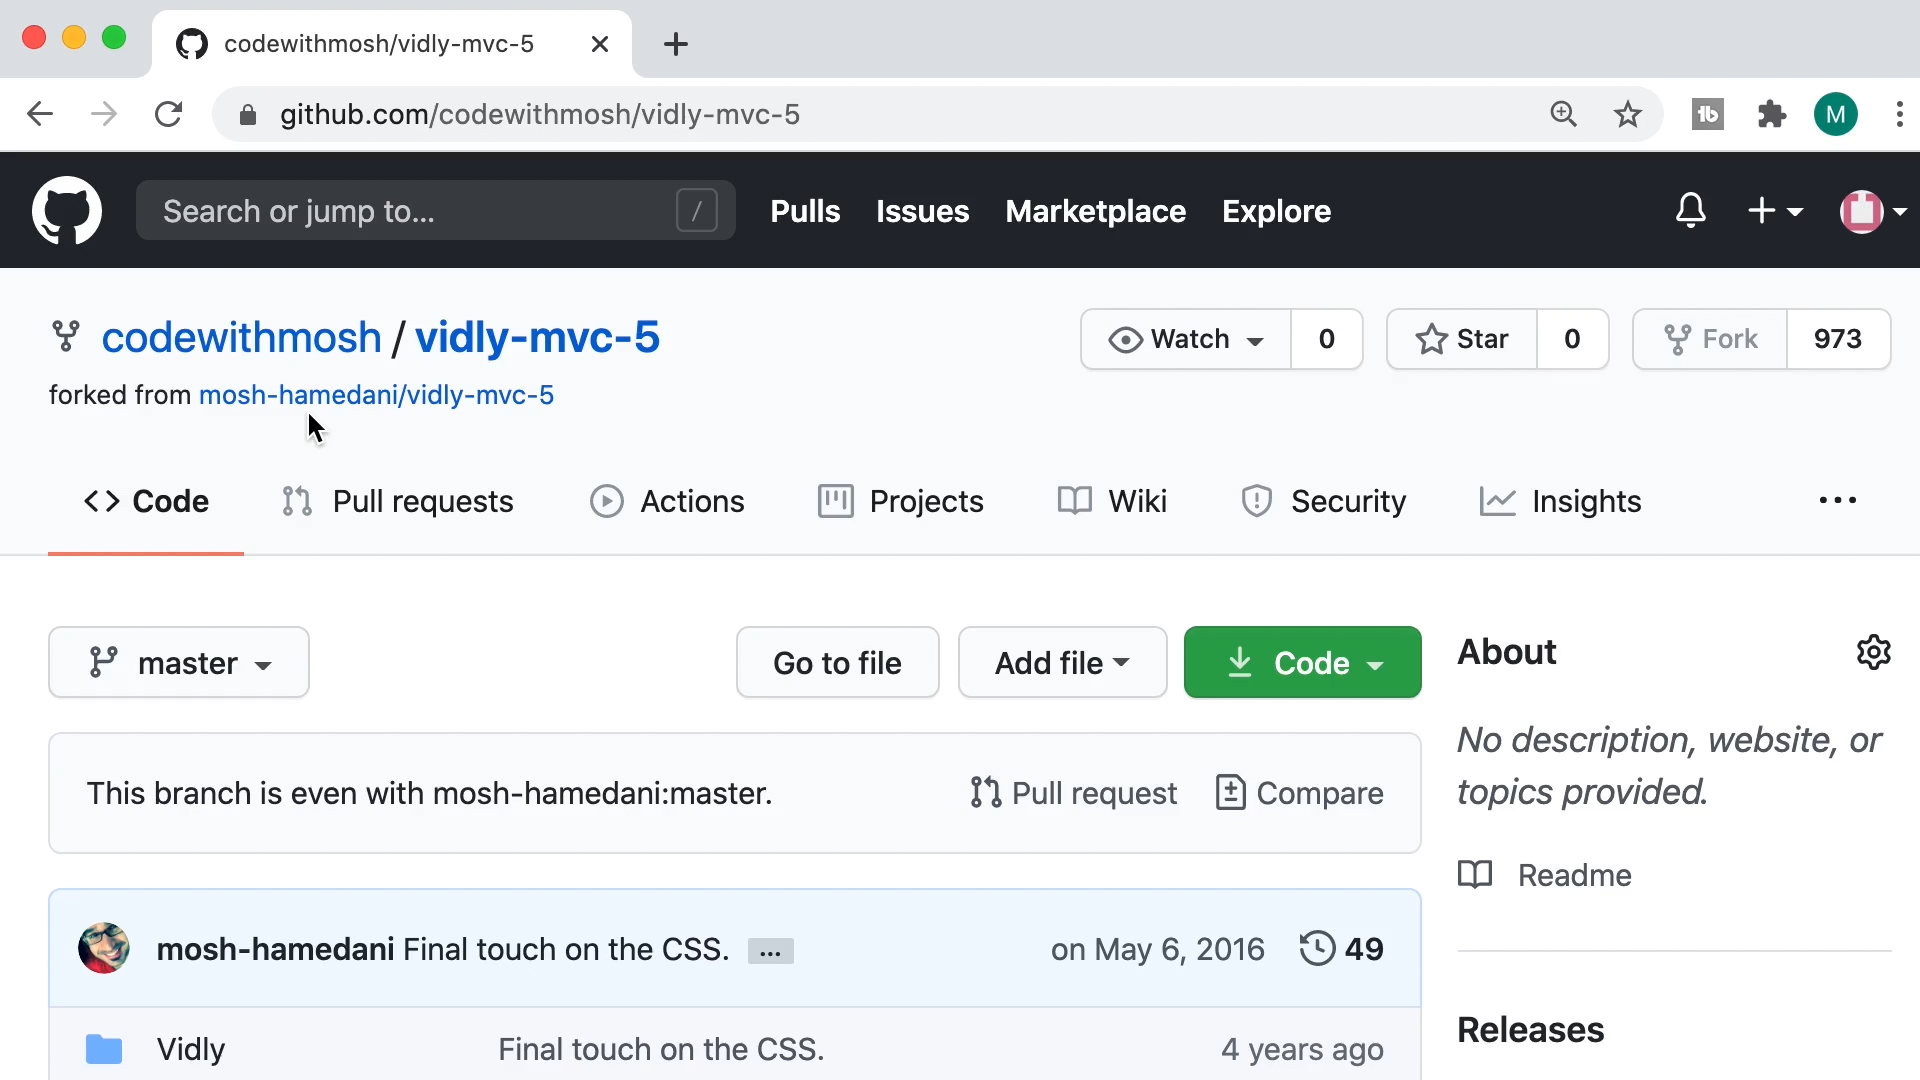 codewithmosh/vidly-mvc-5
github.com/codewithmosh/vidly-mvc-5
tb
M
Search or jump to...
/
Pulls
Issues
Marketplace
Explore
codewithmosh / vidly-mvc-5
Watch
0
Star
0
Fork
973
forked from mosh-hamedani/vidly-mvc-5
Code
Pull requests
Actions
Projects
Wiki
Security
Insights
...
master
Go to file
Add file
Code
About
No description, website, or
topics provided.
This branch is even with mosh-hamedani:master.
Pull request
Compare
Readme
mosh-hamedani Final touch on the CSS.
...
on May 6, 2016
49
Vidly
Final touch on the CSS.
4 years ago
Releases